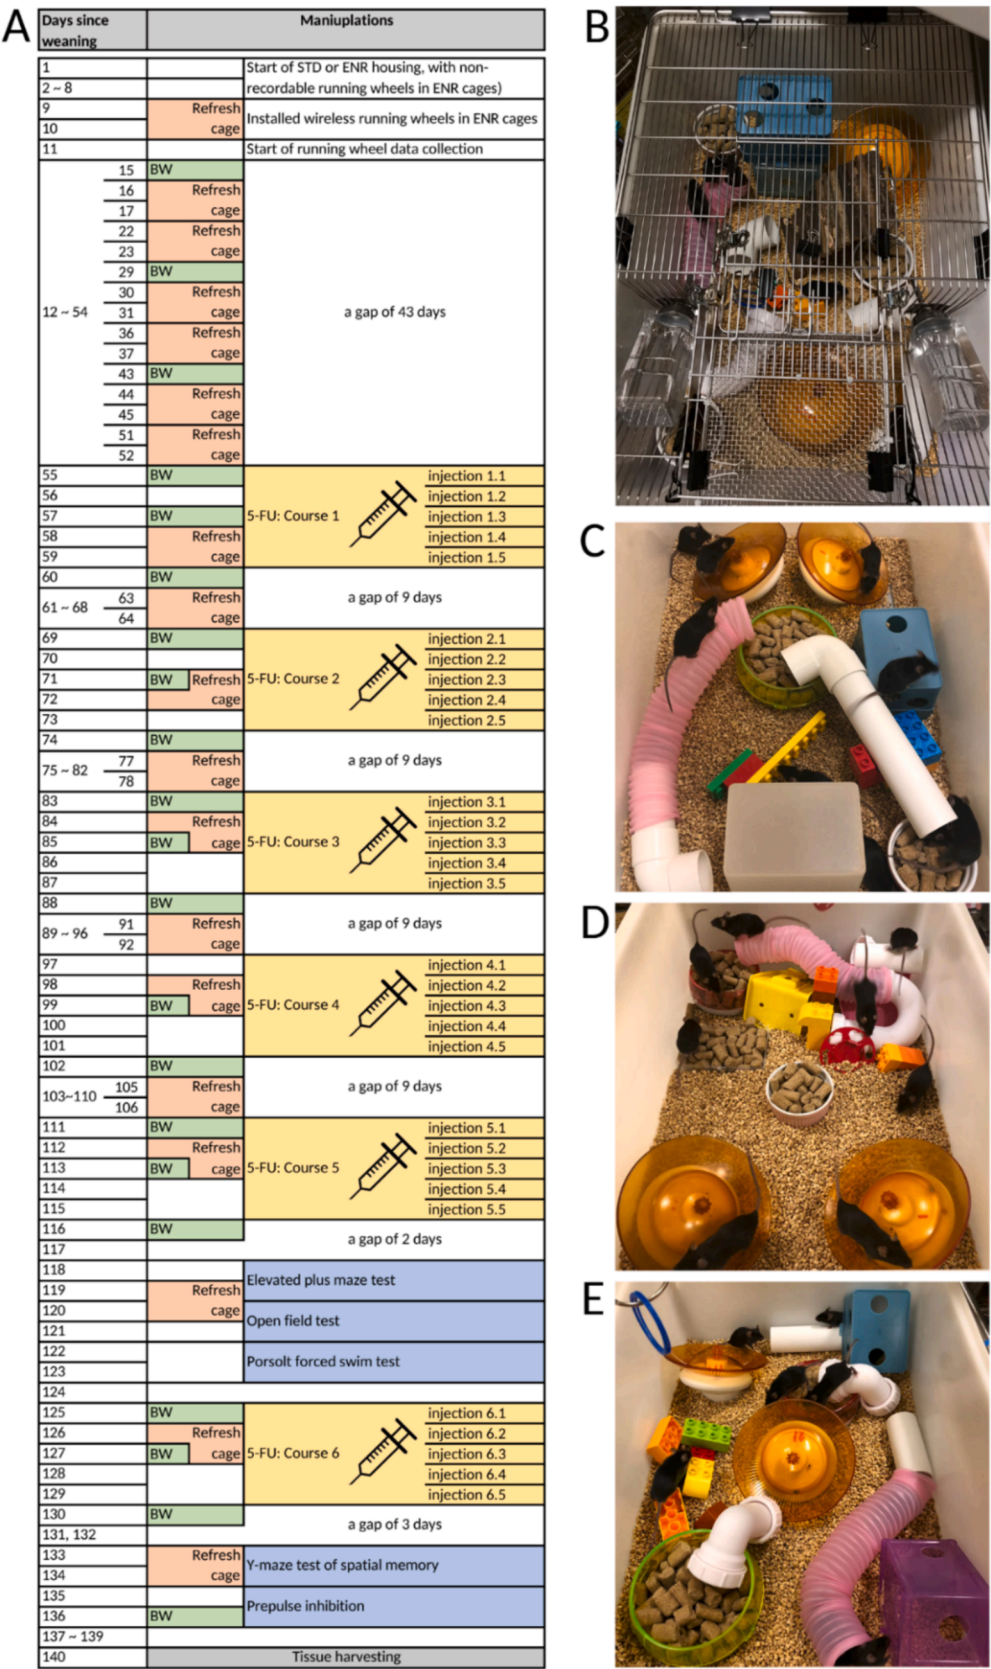 A
Days since
weaning
Maniuplations
1
2 ~ 8
Start of STD or ENR housing, with non-
recordable running wheels in ENR cages)
9
10
Refresh
cage
Installed wireless running wheels in ENR cages
11
Start of running wheel data collection
12 ~ 54
15
BW
16
17
Refresh
cage
22
23
Refresh
cage
29
BW
30
31
Refresh
cage
36
37
Refresh
cage
43
BW
44
45
Refresh
cage
51
52
Refresh
cage
a gap of 43 days
55
BW
56
57
BW
58
59
Refresh
cage
5-FU: Course 1
injection 1.1
injection 1.2
injection 1.3
injection 1.4
injection 1.5
60
BW
61 ~ 68
63
64
Refresh
cage
a gap of 9 days
69
BW
70
71
BW
72
Refresh
cage
73
5-FU: Course 2
injection 2.1
injection 2.2
injection 2.3
injection 2.4
injection 2.5
74
BW
75 ~ 82
77
78
Refresh
cage
a gap of 9 days
83
BW
84
85
BW
Refresh
cage
86
87
5-FU: Course 3
injection 3.1
injection 3.2
injection 3.3
injection 3.4
injection 3.5
88
BW
89 ~ 96
91
92
Refresh
cage
a gap of 9 days
97
98
99
BW
Refresh
cage
100
101
5-FU: Course 4
injection 4.1
injection 4.2
injection 4.3
injection 4.4
injection 4.5
102
BW
103~110
105
106
Refresh
cage
a gap of 9 days
111
BW
112
113
BW
Refresh
cage
114
115
5-FU: Course 5
injection 5.1
injection 5.2
injection 5.3
injection 5.4
injection 5.5
116
BW
117
a gap of 2 days
118
119
Elevated plus maze test
120
121
Refresh
cage
Open field test
122
123
Porsolt forced swim test
124
125
BW
126
127
BW
Refresh
cage
128
129
5-FU: Course 6
injection 6.1
injection 6.2
injection 6.3
injection 6.4
injection 6.5
130
BW
131, 132
a gap of 3 days
133
134
Refresh
cage
Y-maze test of spatial memory
135
136
BW
Prepulse inhibition
137 ~ 139
140
Tissue harvesting
B
C
D
E